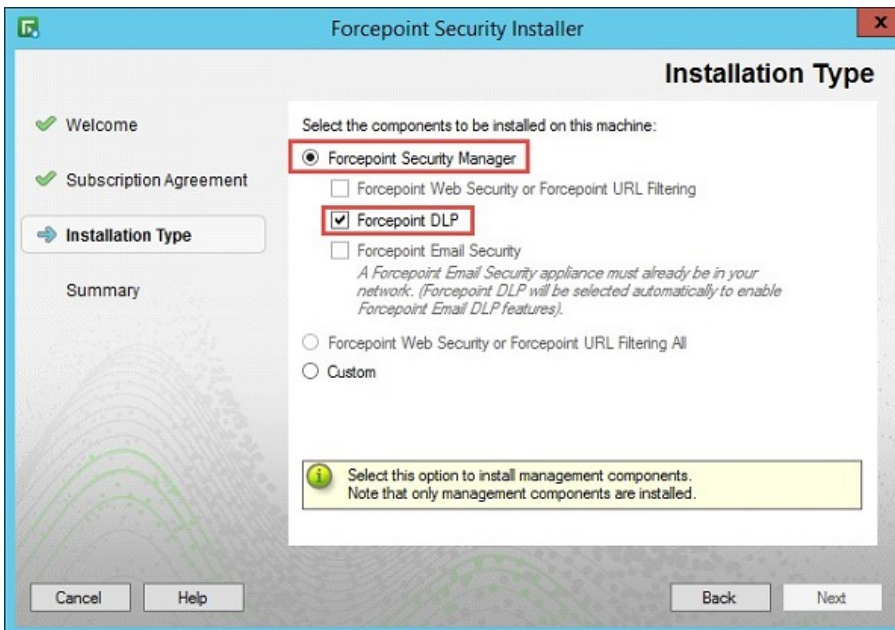 Forcepoint Security Installer
x
Installation Type
Welcome
Subscription Agreement
Installation Type
Summary
Select the components to be installed on this machine:
Forcepoint Security Manager
Forcepoint Web Security or Forcepoint URL Filtering
Forcepoint DLP
Forcepoint Email Security
A Forcepoint Email Security appliance must already be in your
network. (Forcepoint DLP will be selected automatically to enable
Forcepoint Email DLP features).
Forcepoint Web Security or Forcepoint URL Filtering All
Custom
Select this option to install management components.
Note that only management components are installed.
Cancel
Help
Back
Next